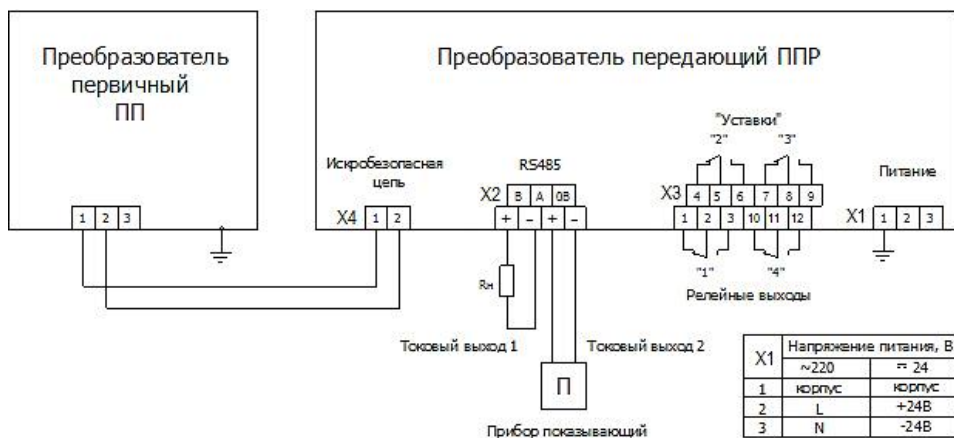 Преобразователь
первичный
ПП
1 2 3
Преобразователь передающий ППР
Искробезопасная
цепь
X4 1 2
RS485
X2 B A 0B
+ − + −
Rн
Токовый выход 1
Токовый выход 2
П
Прибор показывающий
"Уставки"
"2" "3"
X3 4 5 6 7 8 9
1 2 3 10 11 12
"1" "4"
Релейные выходы
Питание
X1 1 2 3
X1 Напряжение питания, В
~220 ⎓ 24
1 корпус корпус
2 L +24В
3 N -24В